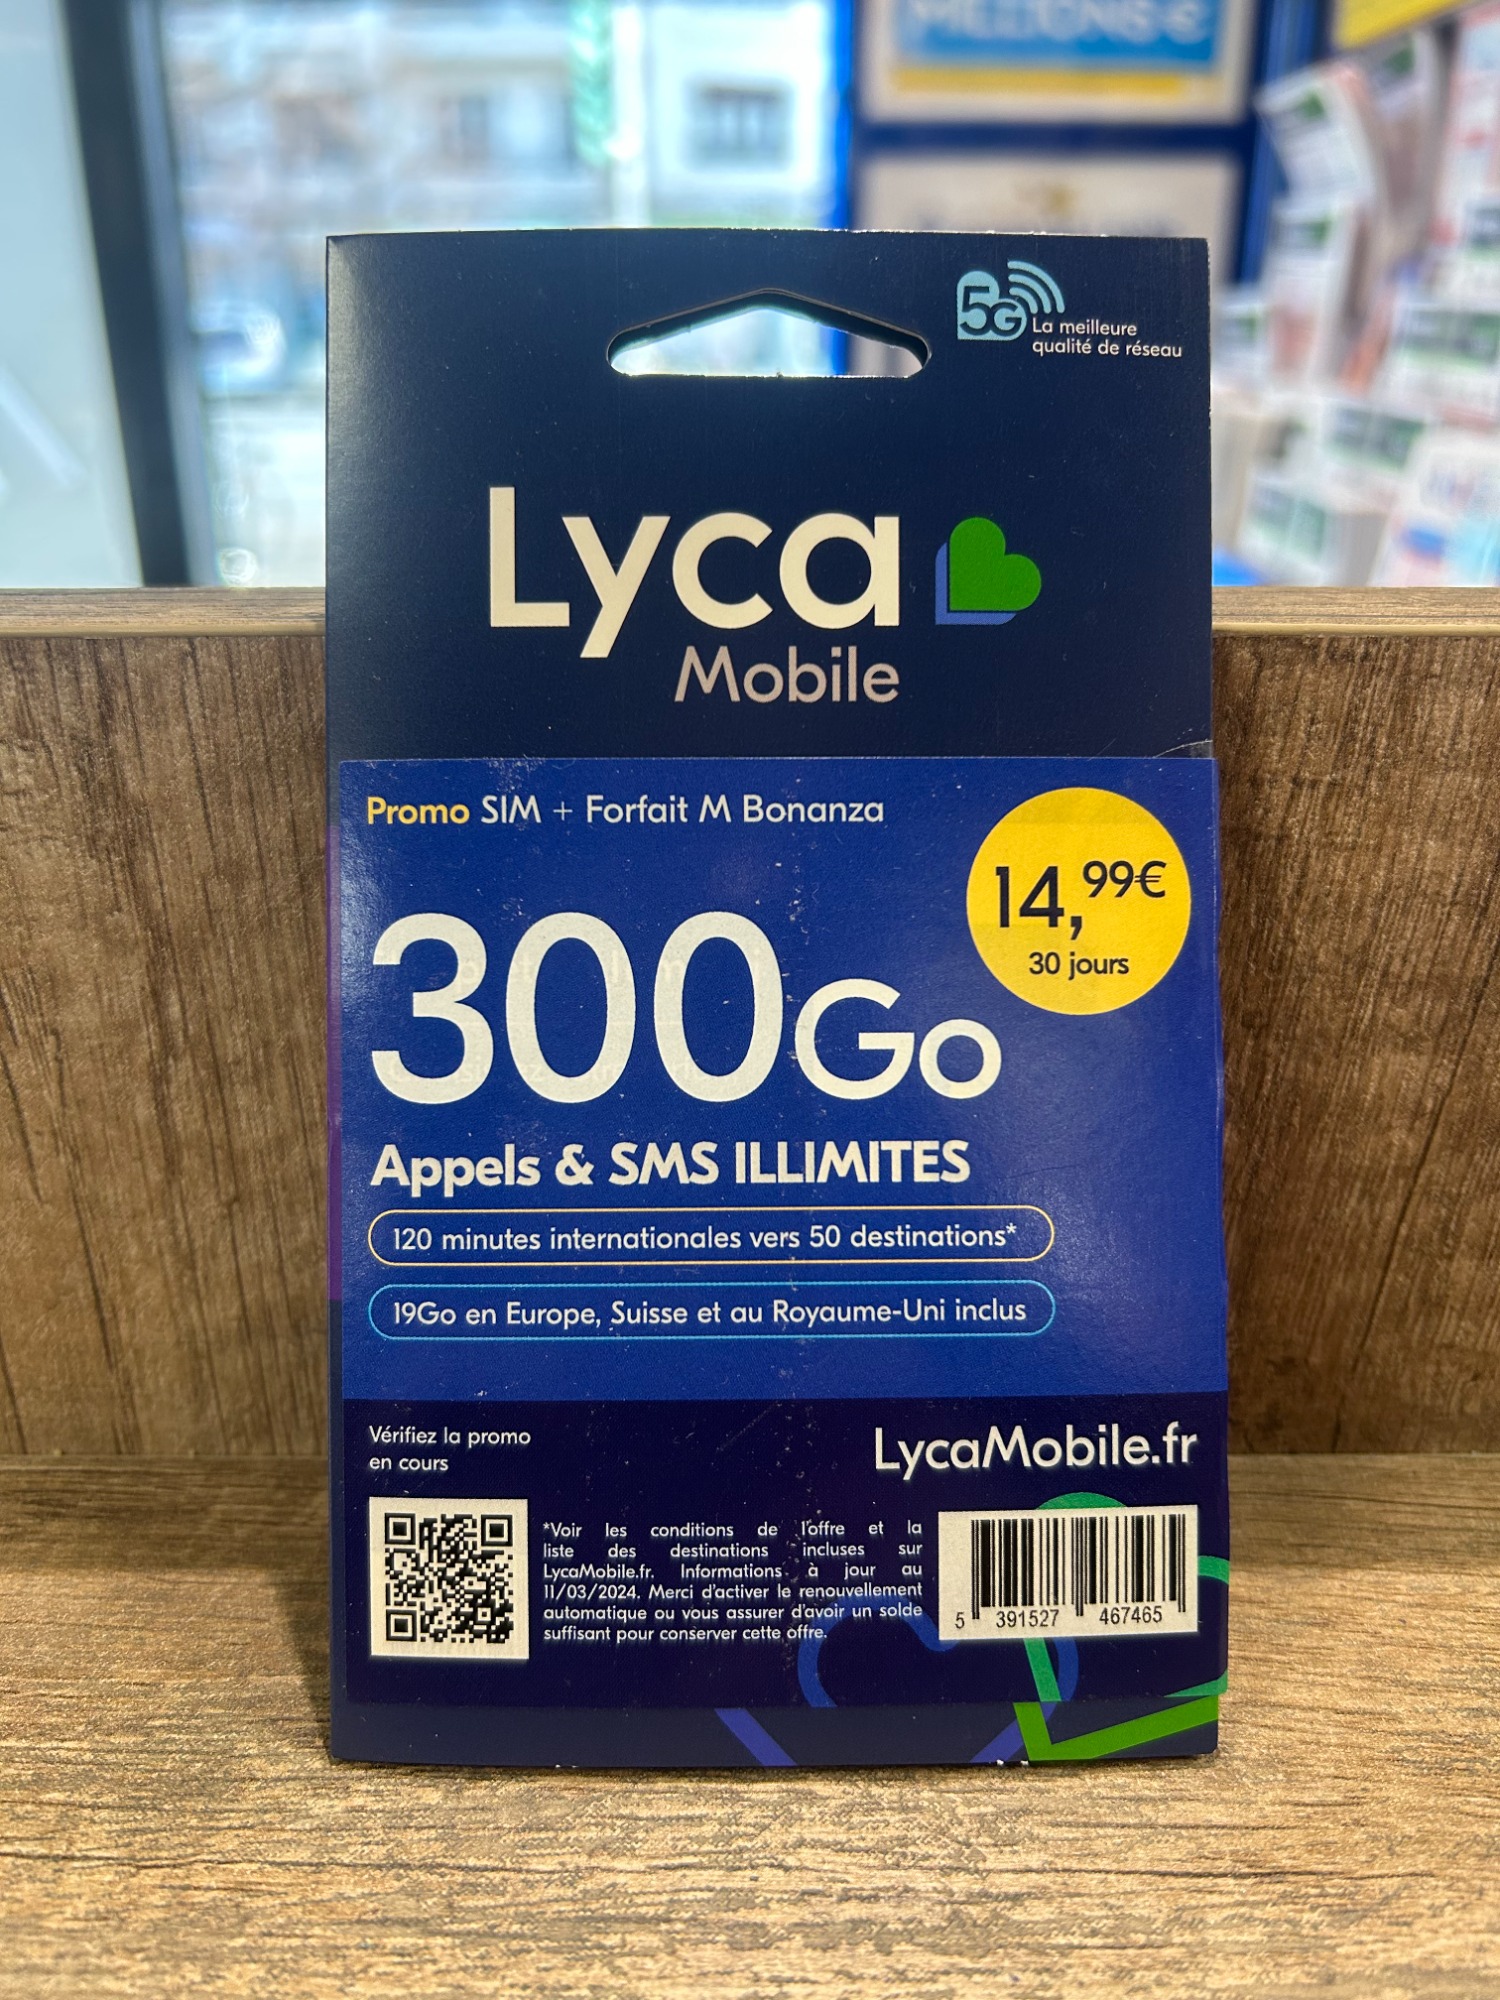 MILLIONS €
5G La meilleure
qualité de réseau
Lyca
Mobile
Promo SIM + Forfait M Bonanza
14,99€
30 jours
300Go
Appels & SMS ILLIMITES
120 minutes internationales vers 50 destinations*
19Go en Europe, Suisse et au Royaume-Uni inclus
Vérifiez la promo
en cours
LycaMobile.fr
*Voir les conditions de l'offre et la
liste des destinations incluses sur
LycaMobile.fr. Informations à jour au
11/03/2024. Merci d'activer le renouvellement
automatique ou vous assurer d'avoir un solde
suffisant pour conserver cette offre.
5 391527 467465